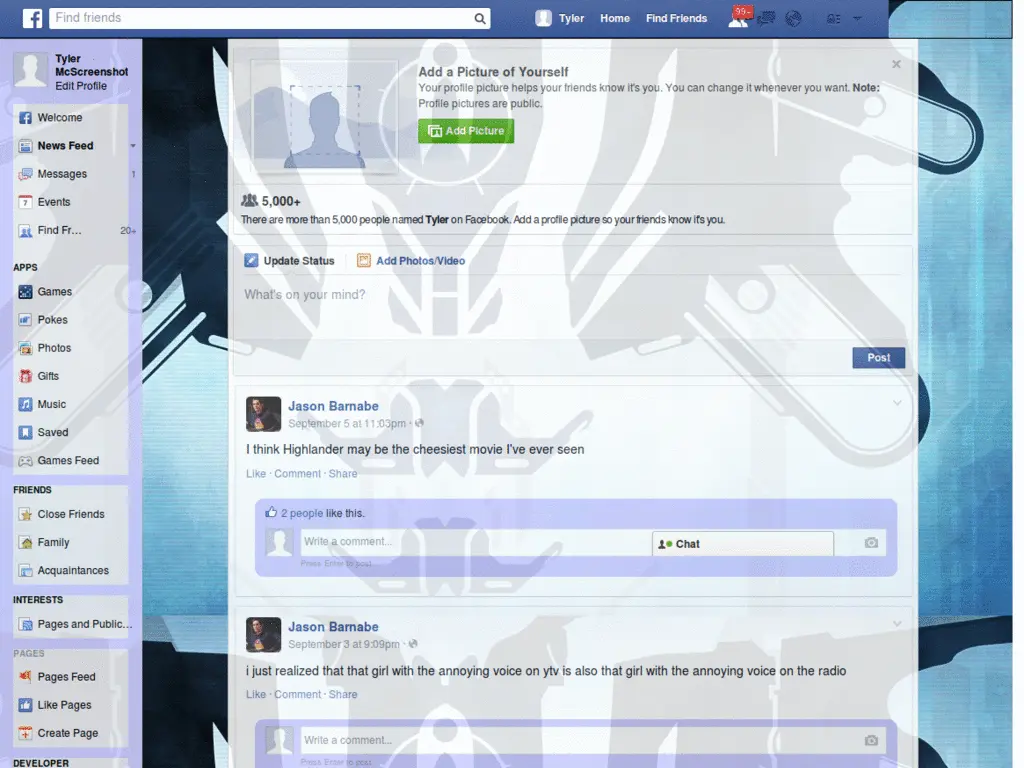 Find friends
Tyler
Home
Find Friends
99+
Tyler
McScreenshot
Edit Profile
Welcome
News Feed
Messages 1
Events
Find Fr... 20+
APPS
Games
Pokes
Photos
Gifts
Music
Saved
Games Feed
FRIENDS
Close Friends
Family
Acquaintances
INTERESTS
Pages and Public...
PAGES
Pages Feed
Like Pages
Create Page
DEVELOPER
Add a Picture of Yourself
Your profile picture helps your friends know it's you. You can change it whenever you want. Note:
Profile pictures are public.
Add Picture
5,000+
There are more than 5,000 people named Tyler on Facebook. Add a profile picture so your friends know it's you.
Update Status
Add Photos/Video
What's on your mind?
Post
Jason Barnabe
September 5 at 11:03pm ·
I think Highlander may be the cheesiest movie I've ever seen
Like · Comment · Share
2 people like this.
Write a comment...
Press Enter to post.
Chat
Jason Barnabe
September 3 at 9:09pm ·
i just realized that that girl with the annoying voice on ytv is also that girl with the annoying voice on the radio
Like · Comment · Share
Write a comment...
Press Enter to post.